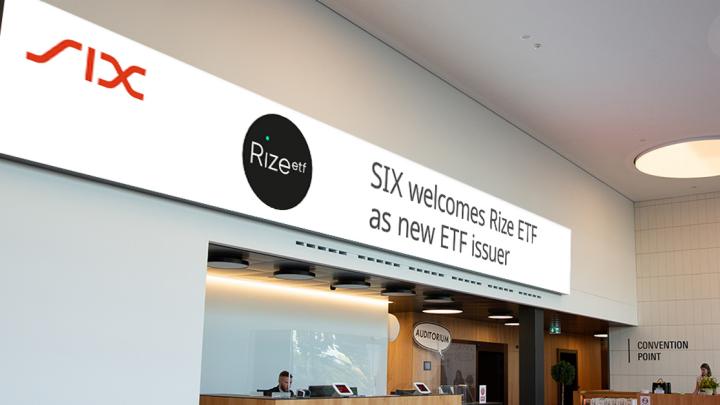 SIX
Rize etf
SIX welcomes Rize ETF
as new ETF issuer
AUDITORIUM
CONVENTION
POINT